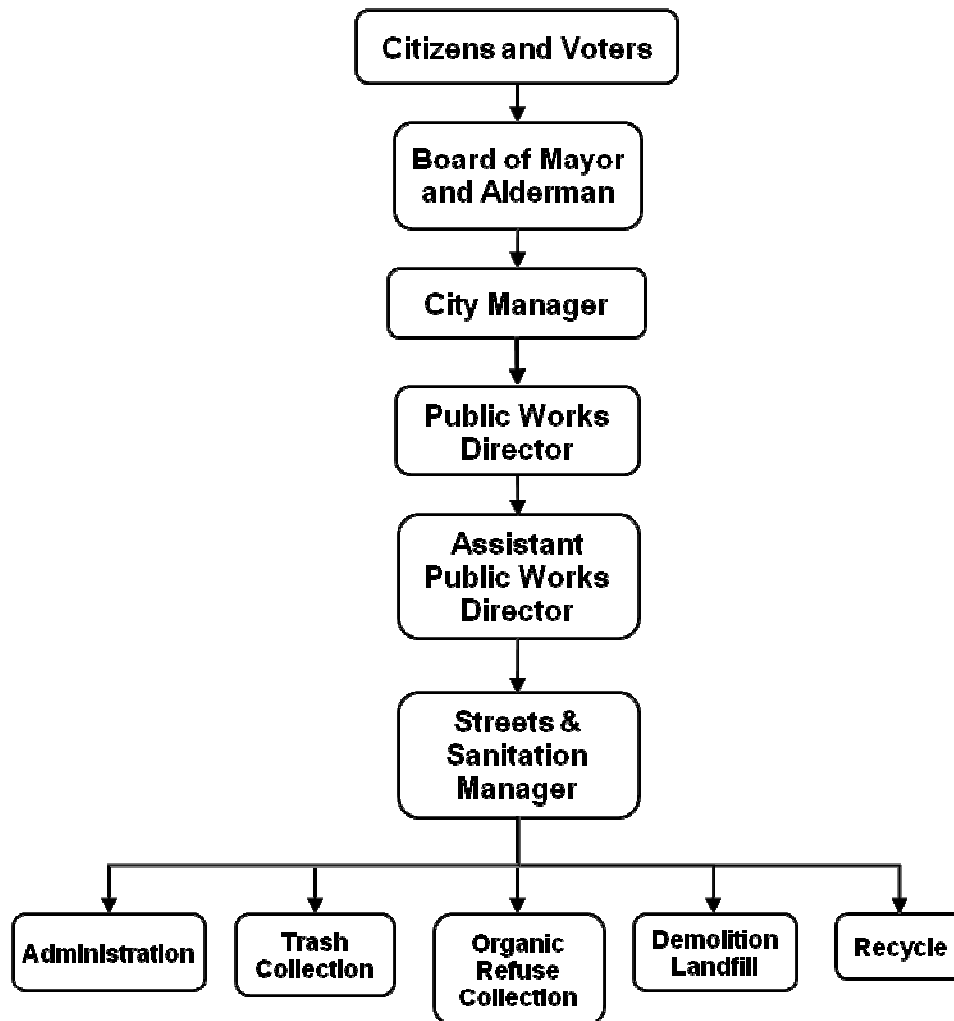 Citizens and Voters
Board of Mayor
and Alderman
City Manager
Public Works
Director
Assistant
Public Works
Director
Streets &
Sanitation
Manager
Administration
Trash
Collection
Organic
Refuse
Collection
Demolition
Landfill
Recycle